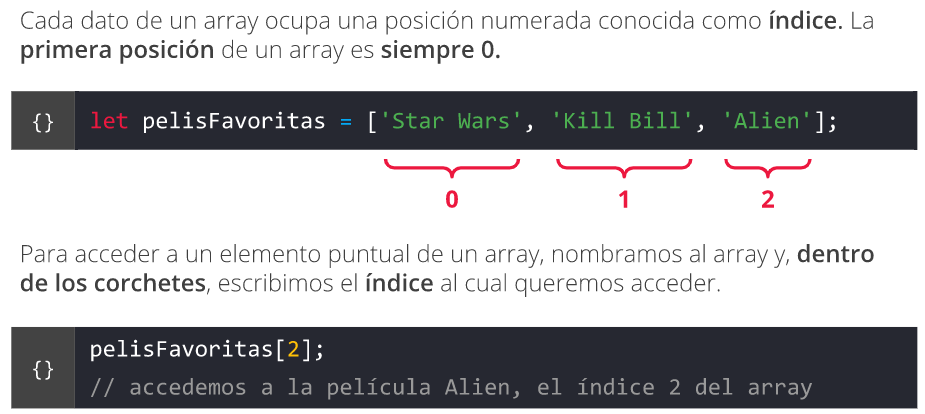 Cada dato de un array ocupa una posición numerada conocida como índice. La
primera posición de un array es siempre 0.
{} let pelisFavoritas = ['Star Wars', 'Kill Bill', 'Alien'];
0 1 2
Para acceder a un elemento puntual de un array, nombramos al array y, dentro
de los corchetes, escribimos el índice al cual queremos acceder.
{} pelisFavoritas[2];
// accedemos a la película Alien, el índice 2 del array